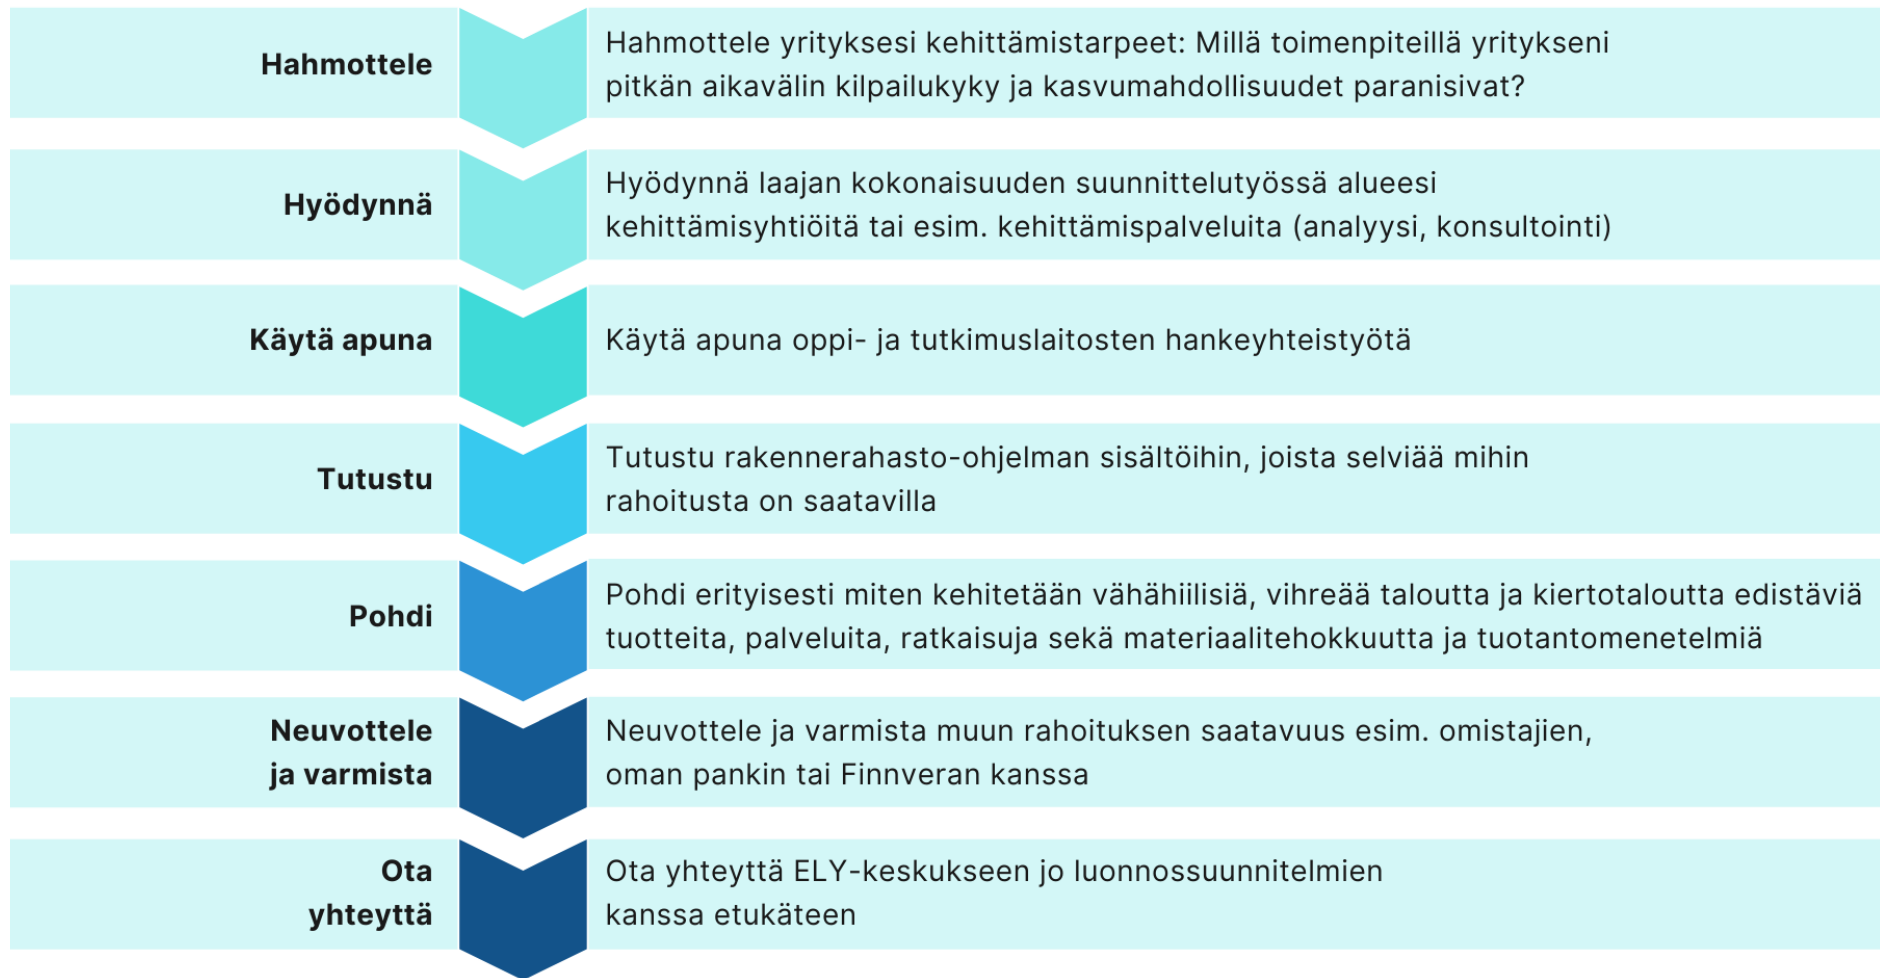 Hahmottele
Hahmottele yrityksesi kehittämistarpeet: Millä toimenpiteillä yritykseni
pitkän aikavälin kilpailukyky ja kasvumahdollisuudet paranisivat?
Hyödynnä
Hyödynnä laajan kokonaisuuden suunnittelutyössä alueesi
kehittämisyhtiöitä tai esim. kehittämispalveluita (analyysi, konsultointi)
Käytä apuna
Käytä apuna oppi- ja tutkimuslaitosten hankeyhteistyötä
Tutustu
Tutustu rakennerahasto-ohjelman sisältöihin, joista selviää mihin
rahoitusta on saatavilla
Pohdi
Pohdi erityisesti miten kehitetään vähähiilisiä, vihreää taloutta ja kiertotaloutta edistäviä
tuotteita, palveluita, ratkaisuja sekä materiaalitehokkuutta ja tuotantomenetelmiä
Neuvottele
ja varmista
Neuvottele ja varmista muun rahoituksen saatavuus esim. omistajien,
oman pankin tai Finnveran kanssa
Ota
yhteyttä
Ota yhteyttä ELY-keskukseen jo luonnossuunnitelmien
kanssa etukäteen